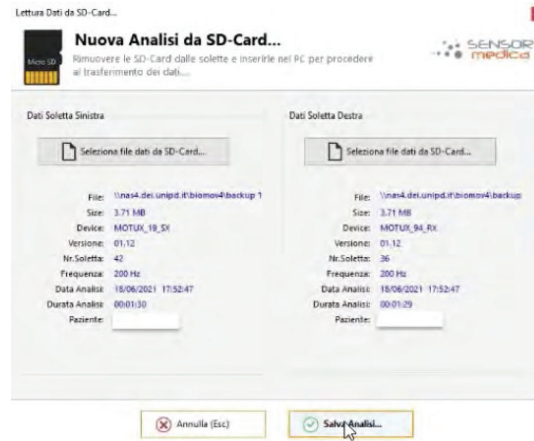 Lettura Dati da SD-Card...
Nuova Analisi da SD-Card...
Micro SD
Rimuovere le SD-Card dalle solette e inserirle nel PC per procedere
al trasferimento dei dati....
SENSOR
medica
Dati Soletta Sinistra
Seleziona file dati da SD-Card...
File: \\nas4.dei.unipd.it\biomov4\backup 1
Size: 3.71 MB
Device: MOTUX_19_SX
Versione: 01.12
Nr.Soletta: 42
Frequenza: 200 Hz
Data Analisi: 18/06/2021 17:52:47
Durata Analisi: 00:01:30
Paziente:
Dati Soletta Destra
Seleziona file dati da SD-Card...
File: \\nas4.dei.unipd.it\biomov4\backup
Size: 3.71 MB
Device: MOTUX_94_RX
Versione: 01.12
Nr.Soletta: 36
Frequenza: 200 Hz
Data Analisi: 18/06/2021 17:52:47
Durata Analisi: 00:01:29
Paziente:
Annulla (Esc)
Salva Analisi...